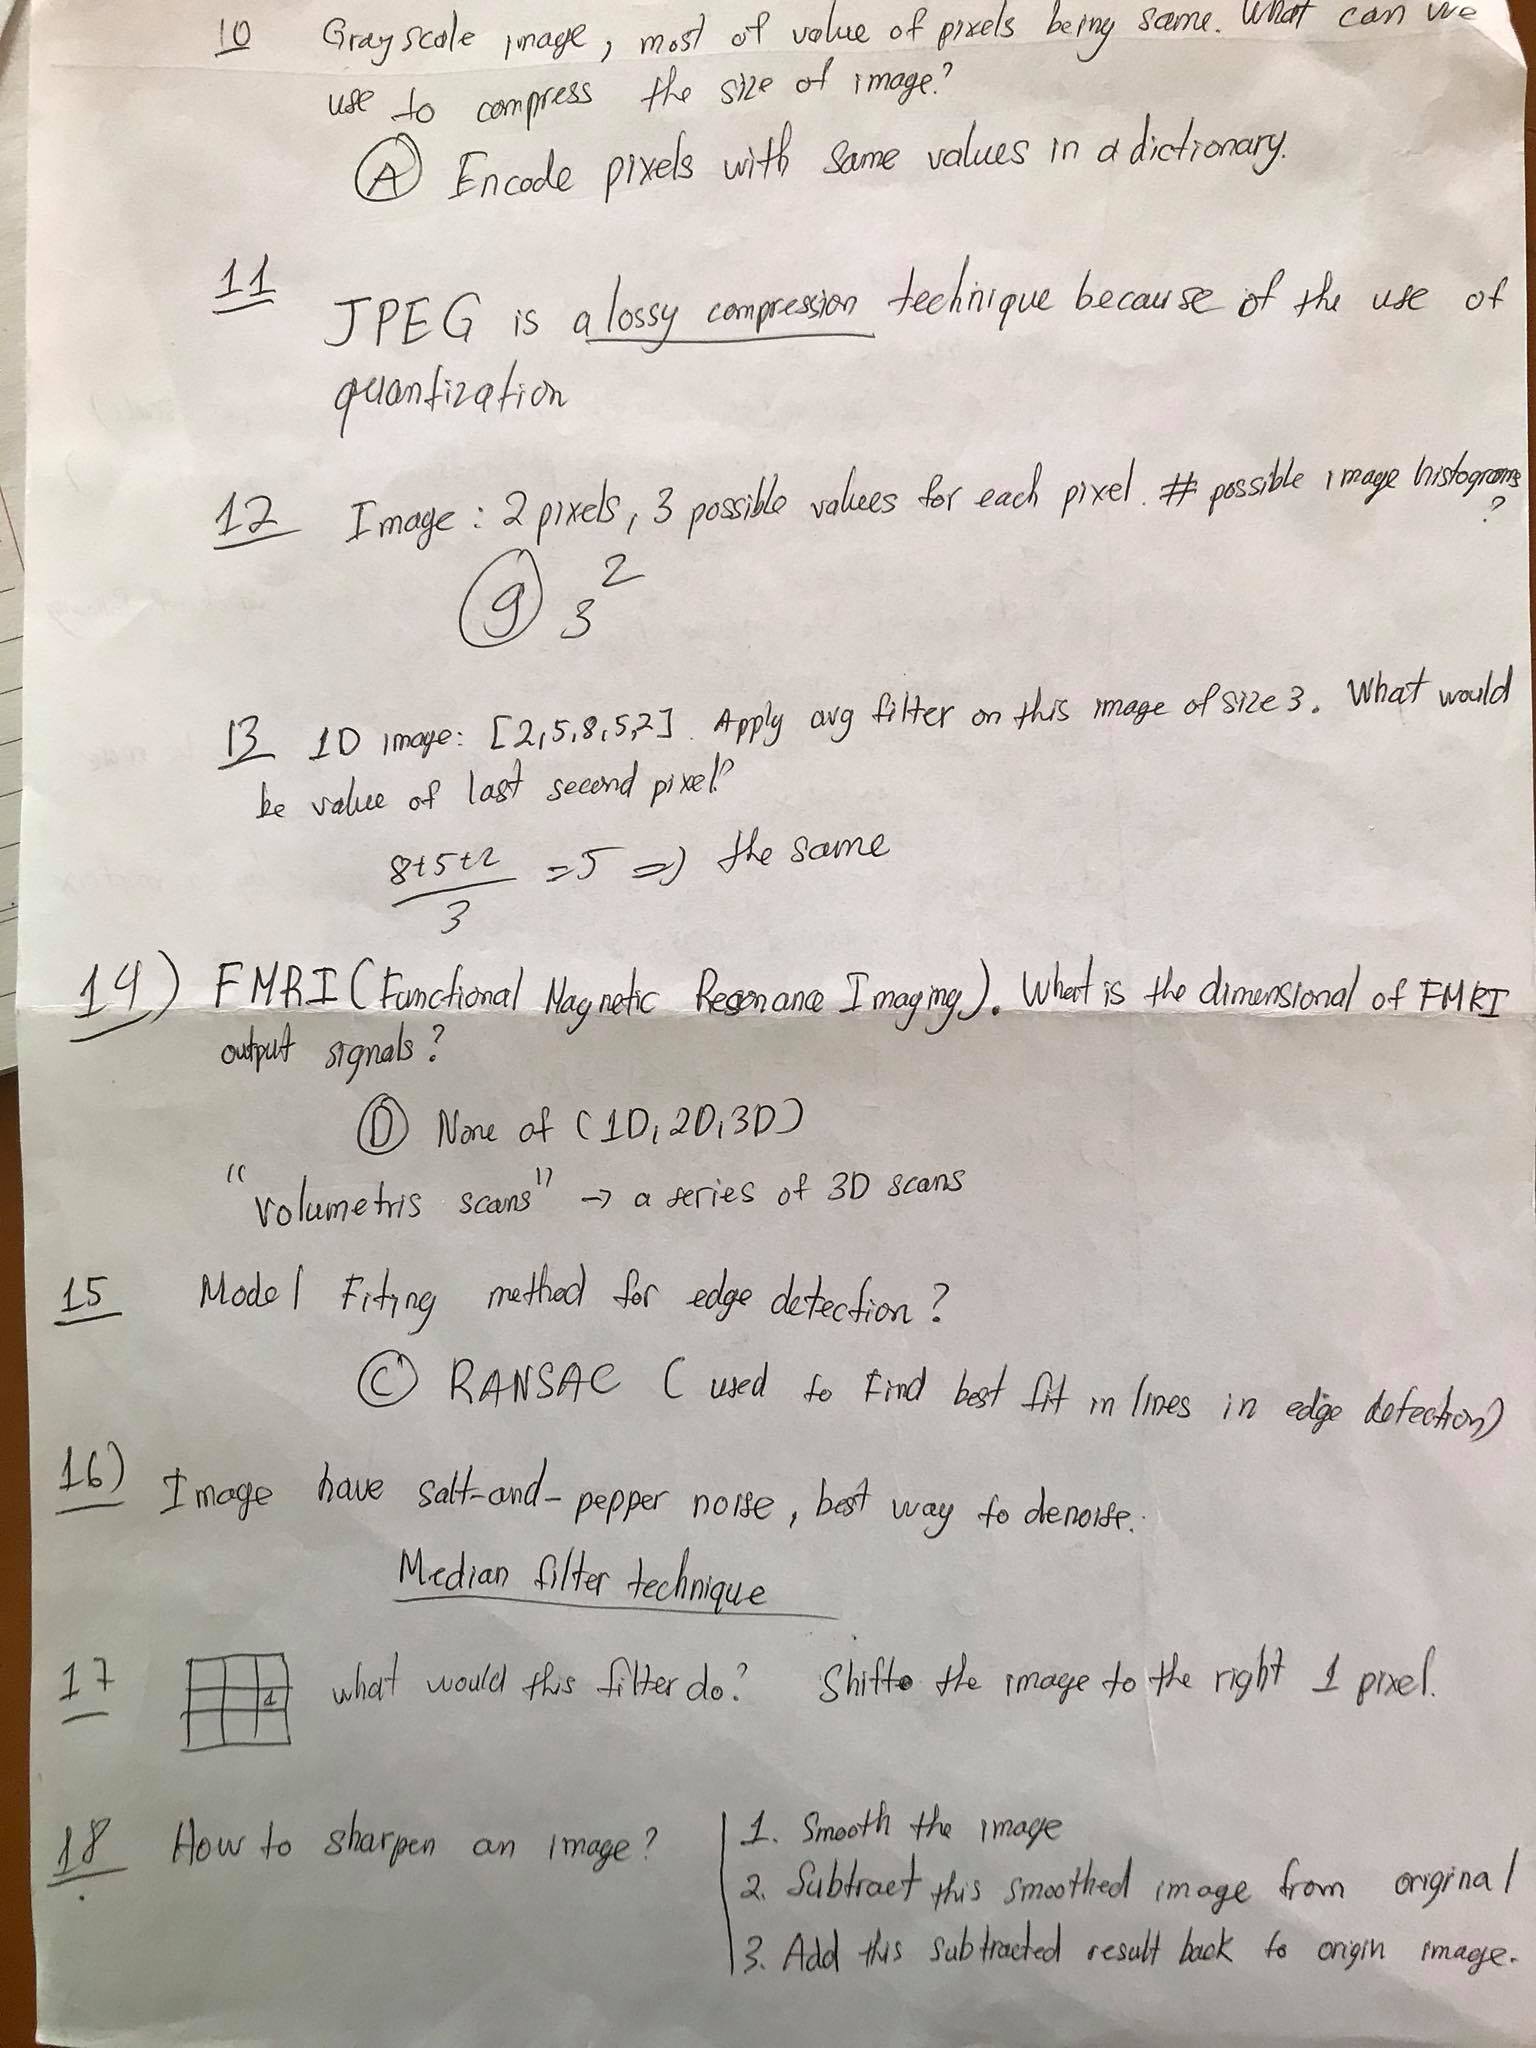 10 Grayscale image, most of value of pixels being same. What can we
use to compress the size of image?
A Encode pixels with same values in a dictionary.
11 JPEG is a lossy compression technique because of the use of
quantization
12 Image : 2 pixels, 3 possible values for each pixel. # possible image histograms
?
9 3²
13 1D image: [2,5,8,5,2]. Apply avg filter on this image of size 3. What would
be value of last second pixel?
8+5+2 / 3 = 5 => the same
14) FMRI (Functional Magnetic Resonance Imaging). What is the dimensional of FMRI
output signals?
D None of (1D, 2D, 3D)
"volumetris scans" → a series of 3D scans
15 Model Fiting method for edge detection?
C RANSAC ( used to find best fit in lines in edge detection)
16) Image have salt-and-pepper noise, best way to denoise.
Median filter technique
17 1 what would this filter do? Shift the image to the right 1 pixel.
18 How to sharpen an image?
1. Smooth the image
2. Subtract this smoothed image from original
3. Add this subtracted result back to origin image.